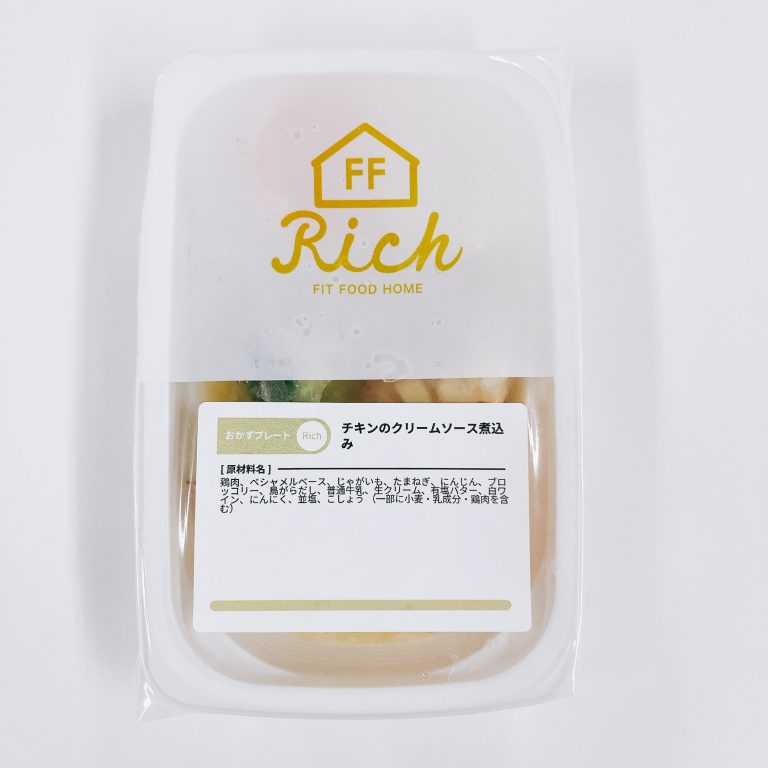 FF
Rich
FIT FOOD HOME
おかずプレート Rich
チキンのクリームソース煮込
み
[ 原材料名 ]
鶏肉、ベシャメルベース、じゃがいも、たまねぎ、にんじん、ブロ
ッコリー、鳥がらだし、普通牛乳、生クリーム、有塩バター、白ワ
イン、にんにく、並塩、こしょう（一部に小麦・乳成分・鶏肉を含
む）